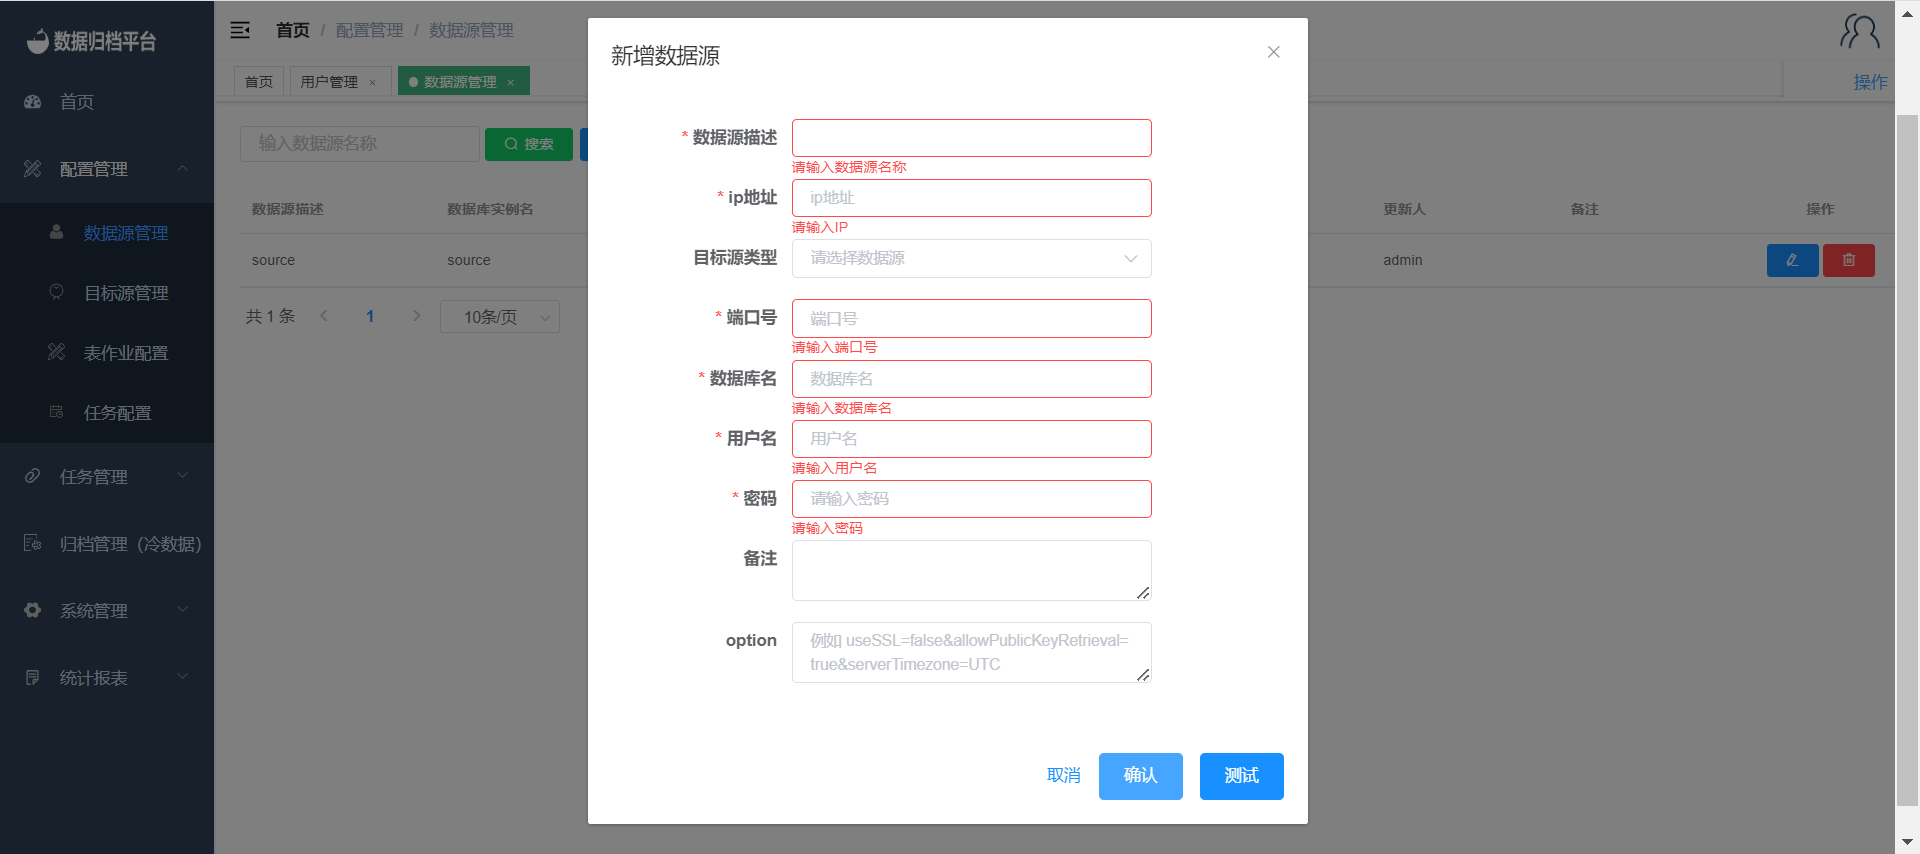 数据归档平台
首页
配置管理
数据源管理
目标源管理
表作业配置
任务配置
任务管理
归档管理（冷数据）
系统管理
统计报表
首页 / 配置管理 / 数据源管理
首页
用户管理 ×
数据源管理 ×
操作
输入数据源名称
搜索
数据源描述 数据库实例名 更新人 备注 操作
source source admin
共 1 条 1 10条/页
新增数据源
* 数据源描述
请输入数据源名称
* ip地址 ip地址
请输入IP
目标源类型 请选择数据源
* 端口号 端口号
请输入端口号
* 数据库名 数据库名
请输入数据库名
* 用户名 用户名
请输入用户名
* 密码 请输入密码
请输入密码
备注
option 例如 useSSL=false&allowPublicKeyRetrieval=
true&serverTimezone=UTC
取消 确认 测试